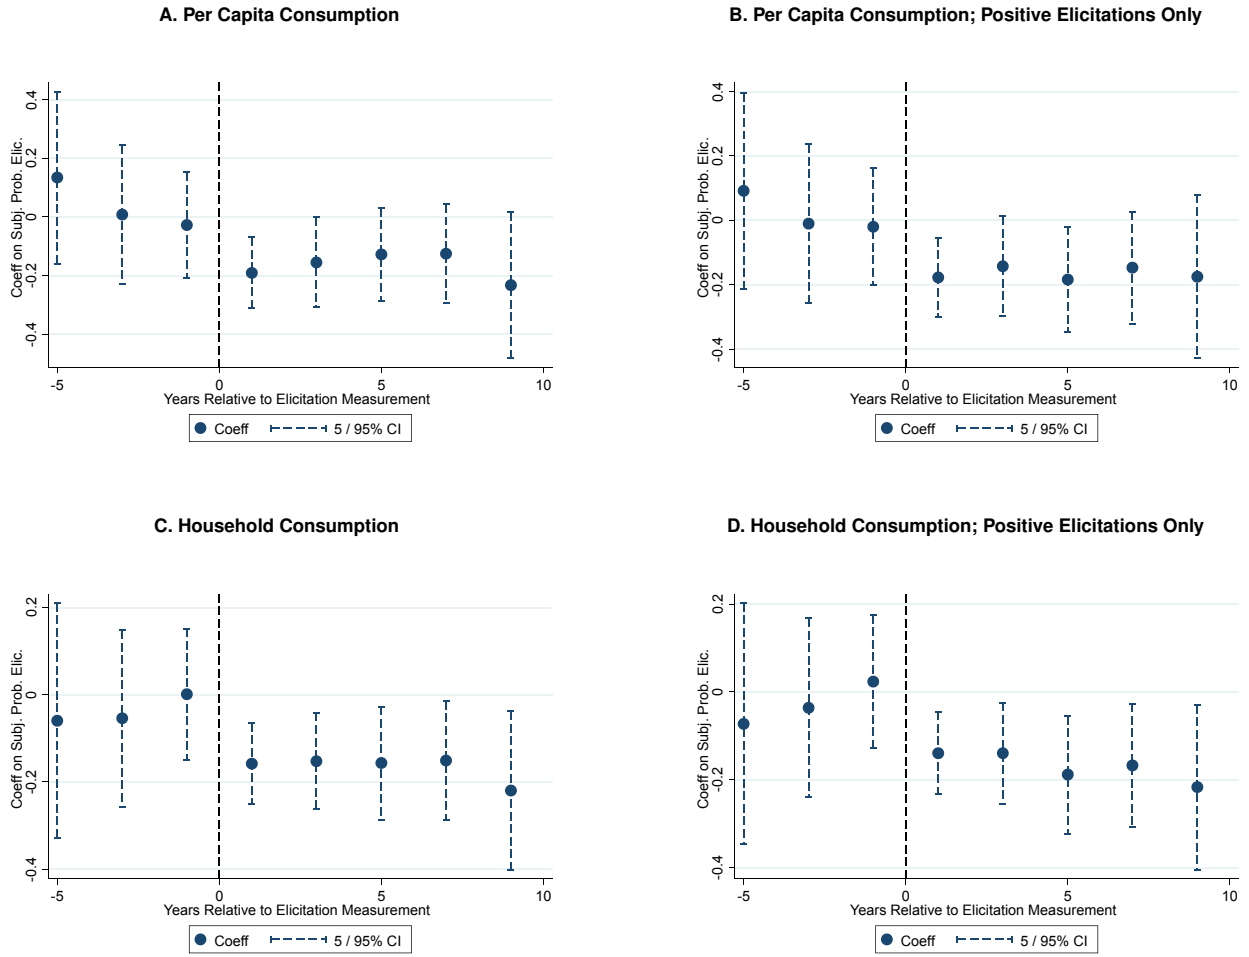 A. Per Capita Consumption
Coeff on Subj. Prob. Elic.
0.4
0.2
0
-0.2
-0.4
-5 0 5 10
Years Relative to Elicitation Measurement
Coeff 5 / 95% CI
B. Per Capita Consumption; Positive Elicitations Only
Coeff on Subj. Prob. Elic.
0.4
0.2
0
-0.2
-0.4
-5 0 5 10
Years Relative to Elicitation Measurement
Coeff 5 / 95% CI
C. Household Consumption
Coeff on Subj. Prob. Elic.
0.2
0
-0.2
-0.4
-5 0 5 10
Years Relative to Elicitation Measurement
Coeff 5 / 95% CI
D. Household Consumption; Positive Elicitations Only
Coeff on Subj. Prob. Elic.
0.2
0
-0.2
-0.4
-5 0 5 10
Years Relative to Elicitation Measurement
Coeff 5 / 95% CI